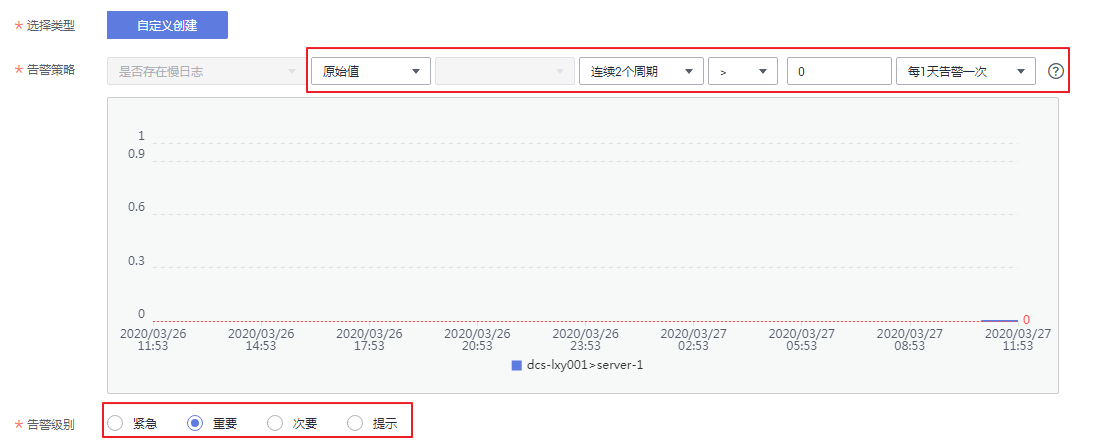 * 选择类型 自定义创建
* 告警策略 是否存在慢日志 原始值 连续2个周期 > 0 每1天告警一次 ?
1
0.9
0.6
0.3
0
0
2020/03/26 2020/03/26 2020/03/26 2020/03/26 2020/03/26 2020/03/27 2020/03/27 2020/03/27 2020/03/27
11:53 14:53 17:53 20:53 23:53 02:53 05:53 08:53 11:53
dcs-lxy001>server-1
* 告警级别 紧急 重要 次要 提示